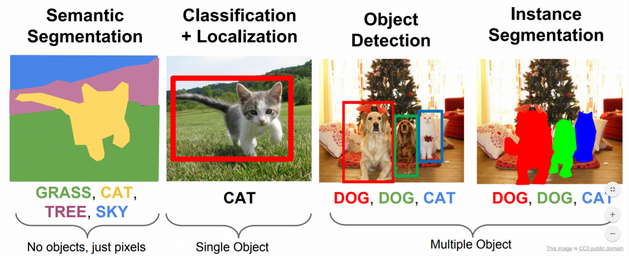 Semantic
Segmentation
Classification
+ Localization
Object
Detection
Instance
Segmentation
GRASS, CAT,
TREE, SKY
CAT
DOG, DOG, CAT
DOG, DOG, CAT
No objects, just pixels
Single Object
Multiple Object
This image is CC0 public domain